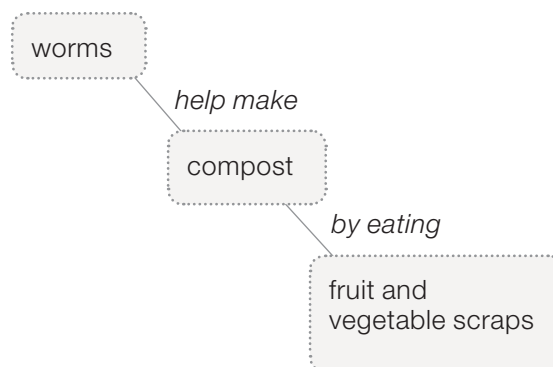 worms
help make
compost
by eating
fruit and
vegetable scraps